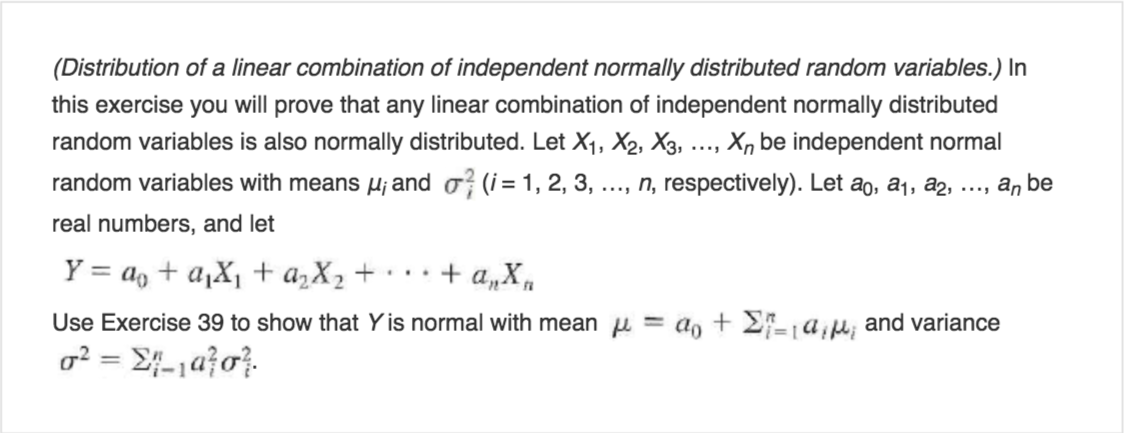 (Distribution of a linear combination of independent normally distributed random variables.) In
this exercise you will prove that any linear combination of independent normally distributed
random variables is also normally distributed. Let X₁, X₂, X₃, ..., Xₙ be independent normal
random variables with means μᵢ and σᵢ² (i = 1, 2, 3, ..., n, respectively). Let a₀, a₁, a₂, ..., aₙ be
real numbers, and let
Y = a₀ + a₁X₁ + a₂X₂ + · · · + aₙXₙ
Use Exercise 39 to show that Y is normal with mean μ = a₀ + Σⁿᵢ₌₁aᵢμᵢ and variance
σ² = Σⁿᵢ₌₁aᵢ²σᵢ².